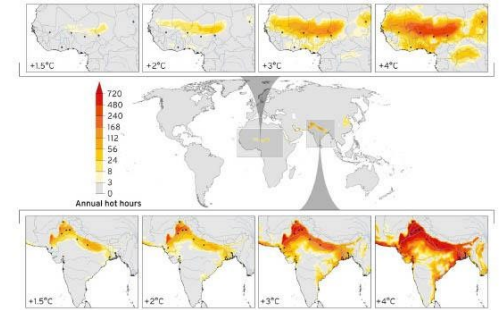 +1.5°C
+2°C
+3°C
+4°C
720
480
240
168
112
56
24
8
3
0
Annual hot hours
+1.5°C
+2°C
+3°C
+4°C